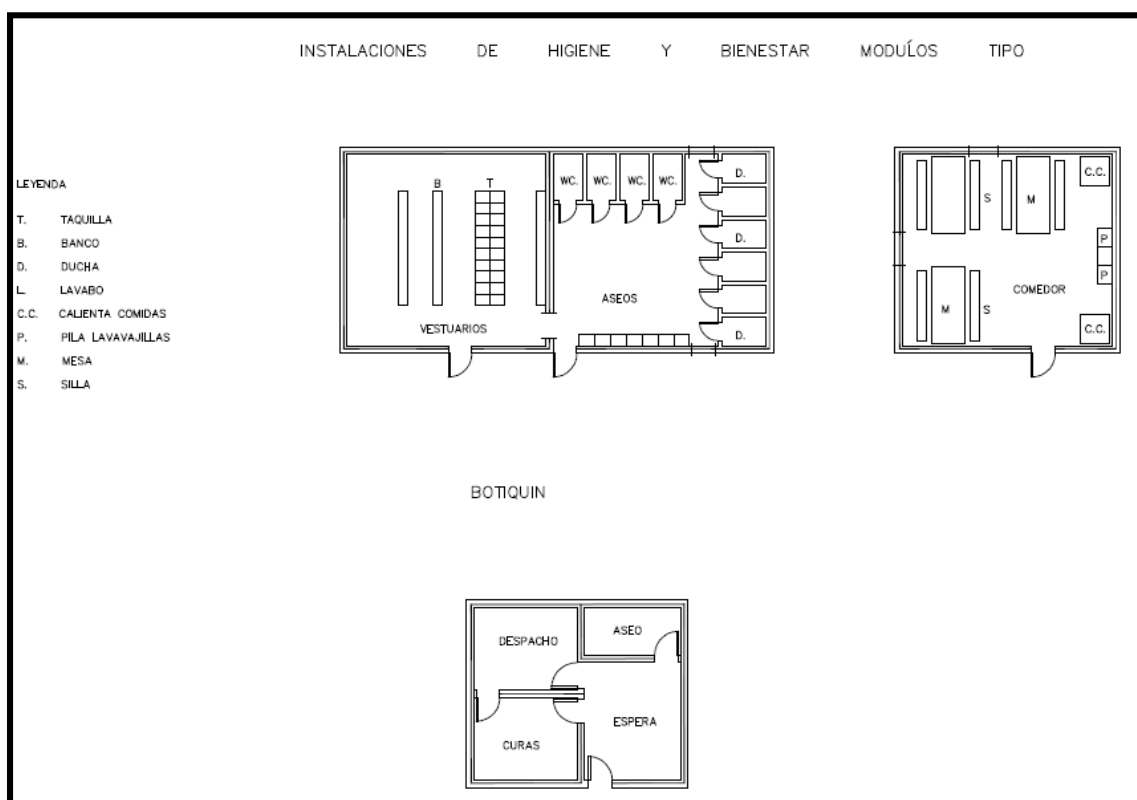 INSTALACIONES DE HIGIENE Y BIENESTAR MODUĹOS TIPO
LEYENDA
T. TAQUILLA
B. BANCO
D. DUCHA
L. LAVABO
C.C. CALIENTA COMIDAS
P. PILA LAVAVAJILLAS
M. MESA
S. SILLA
B T
WC. WC. WC. WC.
D.
D.
ASEOS
VESTUARIOS
D.
C.C.
S M
P
P
COMEDOR
M S
C.C.
BOTIQUIN
DESPACHO
ASEO
ESPERA
CURAS